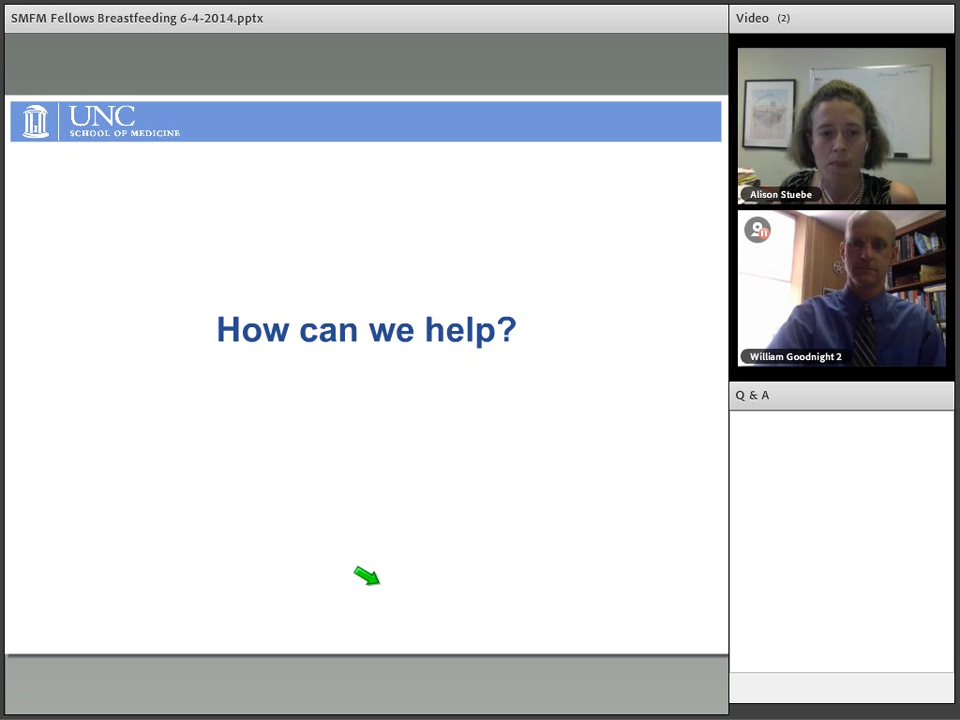 SMFM Fellows Breastfeeding 6-4-2014.pptx
Video (2)
UNC
SCHOOL OF MEDICINE
How can we help?
Alison Stuebe
William Goodnight 2
Q & A